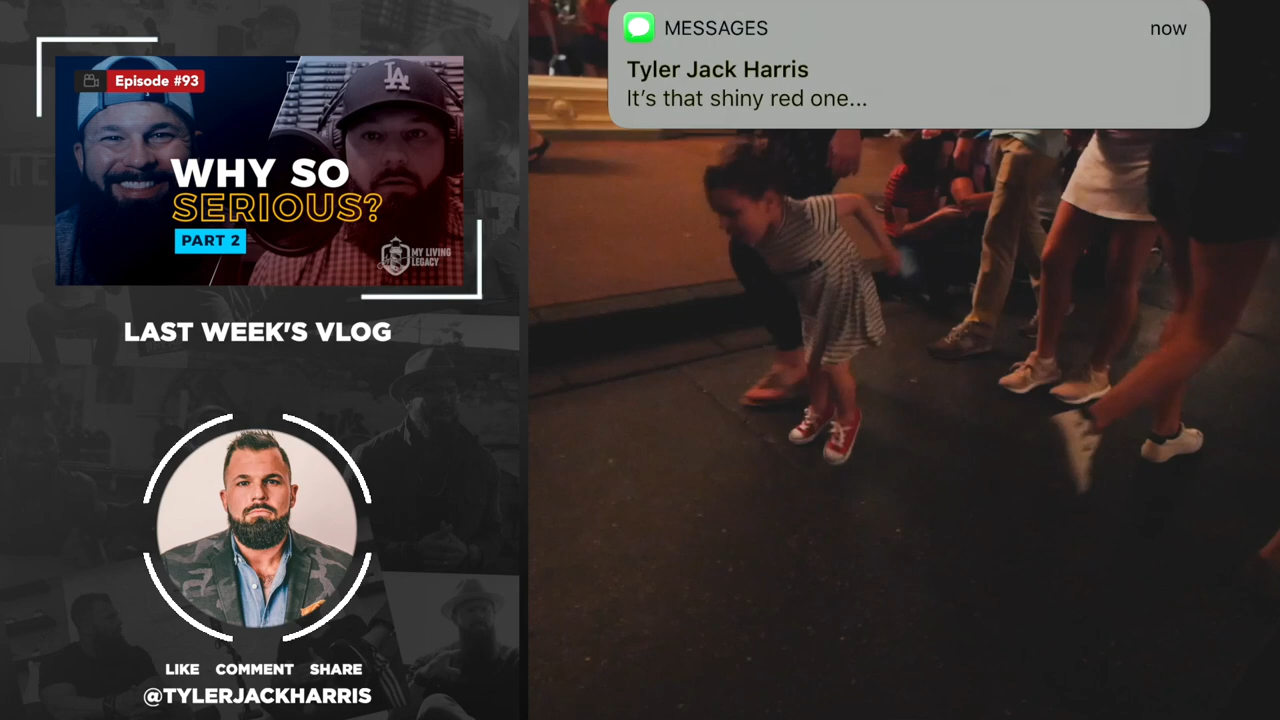 Episode #93
LA
WHY SO
SERIOUS?
PART 2
MY LIVING
LEGACY
LAST WEEK'S VLOG
LIKE COMMENT SHARE
@TYLERJACKHARRIS
MESSAGES
now
Tyler Jack Harris
It’s that shiny red one...